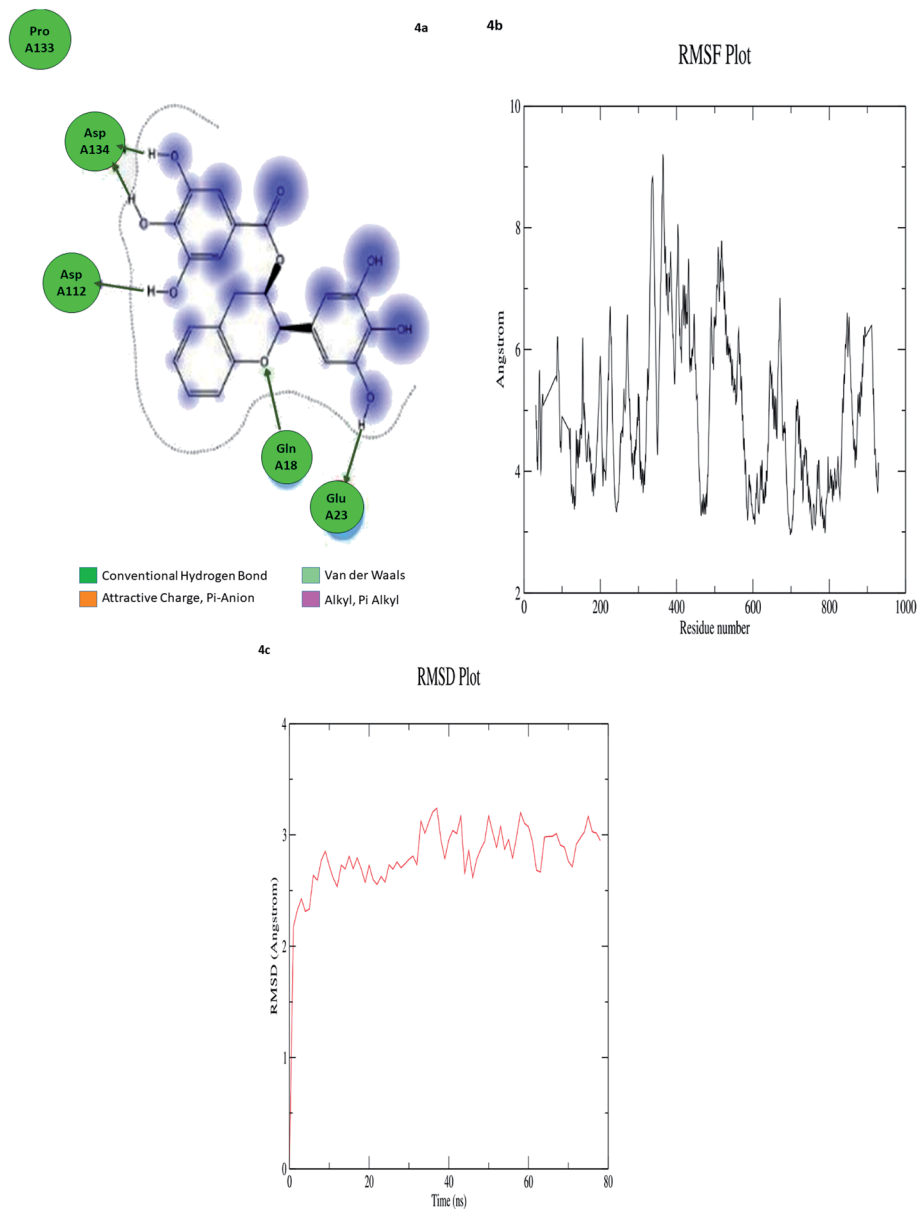 4a
Pro
A133
Asp
A134
H
O
H
O
Asp
A112
H
O
O
O
O
OH
OH
O
H
Gln
A18
Glu
A23
Conventional Hydrogen Bond
Van der Waals
Attractive Charge, Pi-Anion
Alkyl, Pi Alkyl
4b
RMSF Plot
10
8
6
4
2
Angstrom
0
200
400
600
800
1000
Residue number
4c
RMSD Plot
4
3
2
1
0
RMSD (Angstrom)
0
20
40
60
80
Time (ns)